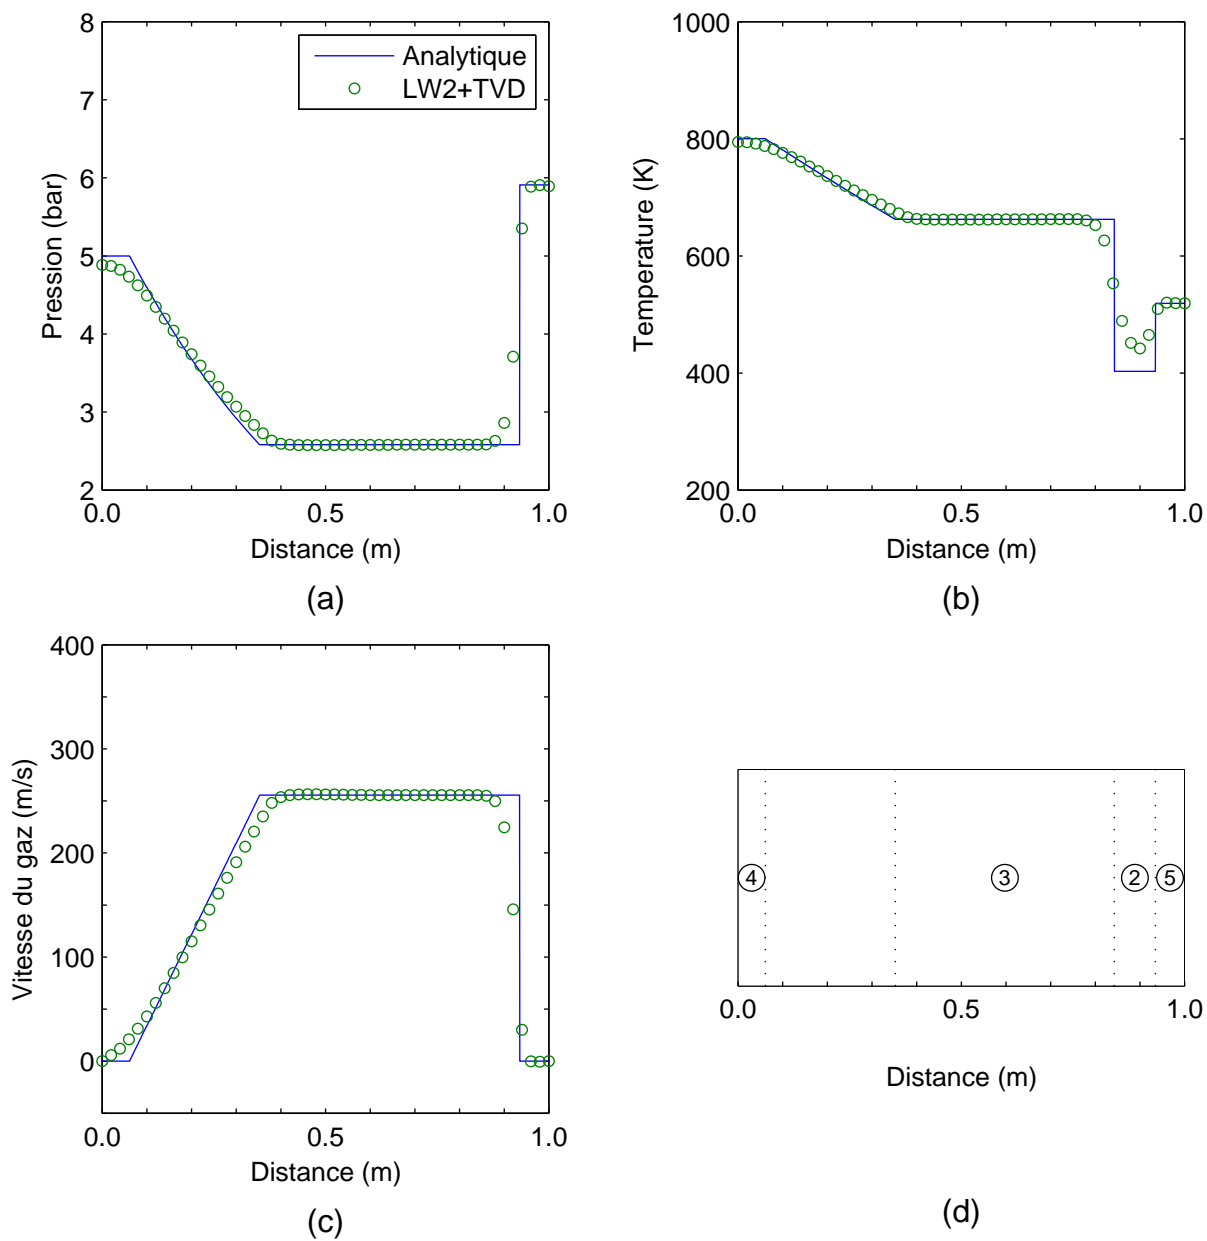 8
7
6
5
4
3
2
Pression (bar)
Analytique
LW2+TVD
0.0 0.5 1.0
Distance (m)
(a)
1000
800
600
400
200
Temperature (K)
0.0 0.5 1.0
Distance (m)
(b)
400
300
200
100
0
Vitesse du gaz (m/s)
0.0 0.5 1.0
Distance (m)
(c)
4 3 2 5
0.0 0.5 1.0
Distance (m)
(d)